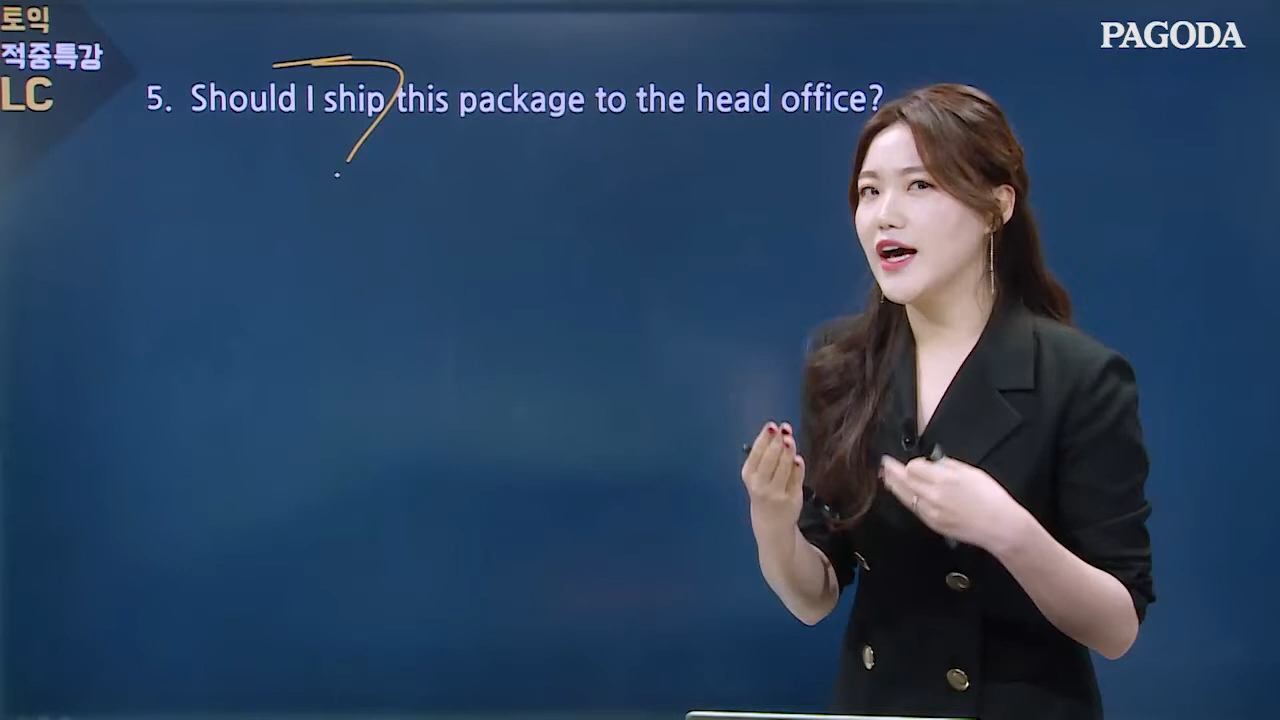 토익
적중특강
LC
PAGODA
5. Should I ship this package to the head office?